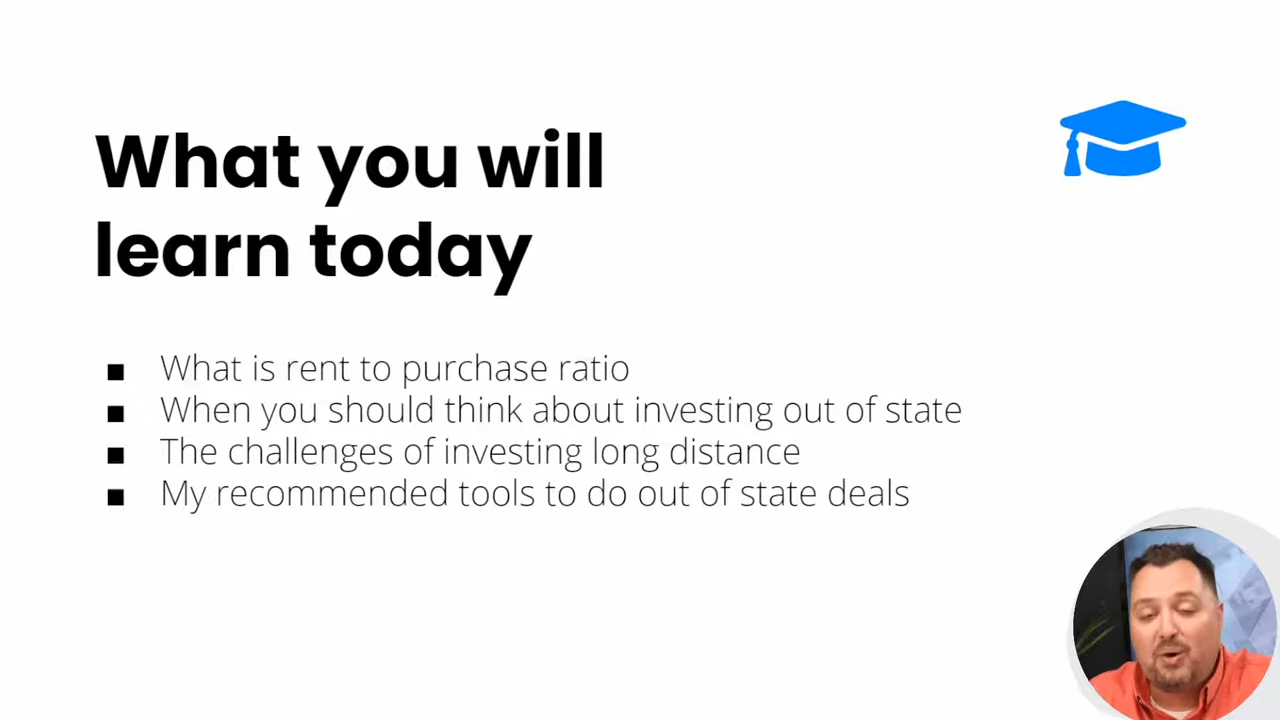 What you will
learn today
■ What is rent to purchase ratio
■ When you should think about investing out of state
■ The challenges of investing long distance
■ My recommended tools to do out of state deals